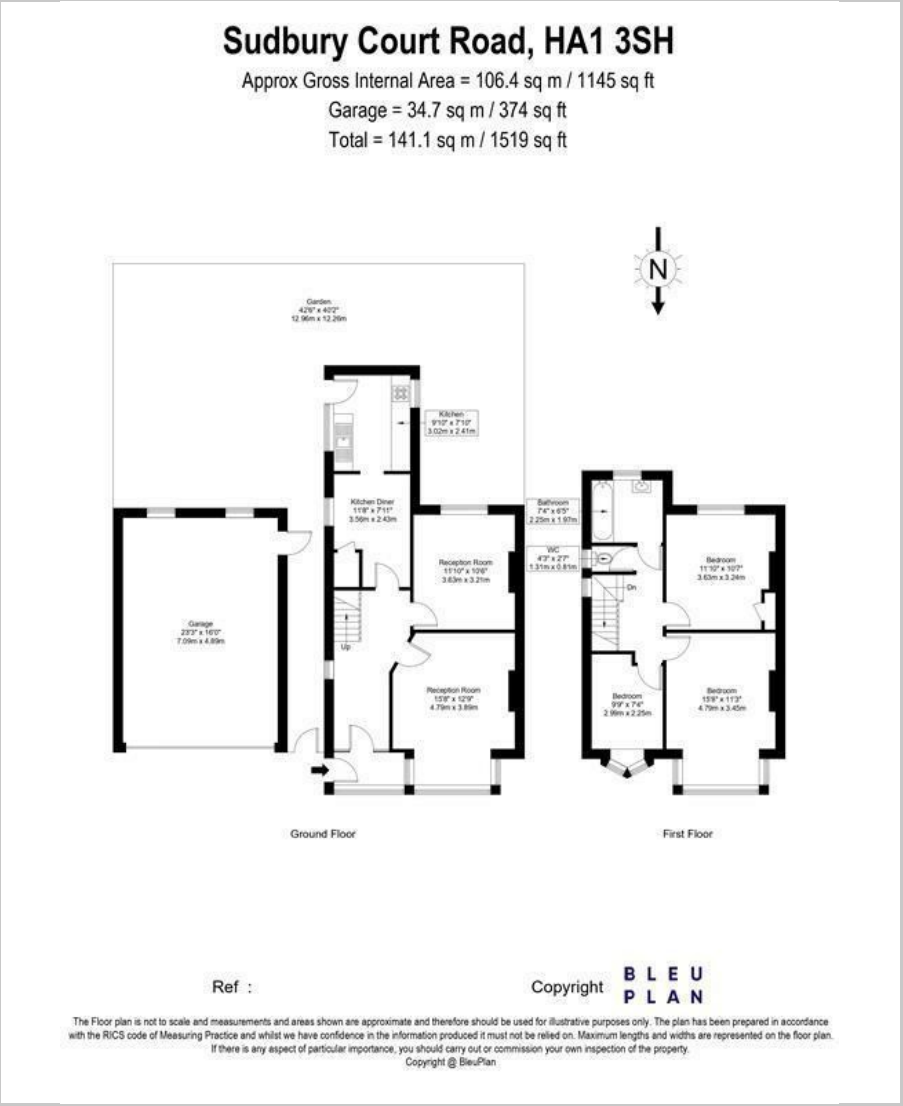 Sudbury Court Road, HA1 3SH
Approx Gross Internal Area = 106.4 sq m / 1145 sq ft
Garage = 34.7 sq m / 374 sq ft
Total = 141.1 sq m / 1519 sq ft
N
Garden
42'6" x 40'2"
12.96m x 12.26m
Kitchen
9'10" x 7'10"
3.02m x 2.41m
Kitchen Diner
11'8" x 7'11"
3.56m x 2.43m
Reception Room
11'10" x 10'6"
3.63m x 3.21m
Garage
23'3" x 16'0"
7.09m x 4.89m
Up
Reception Room
15'8" x 12'9"
4.79m x 3.89m
Ground Floor
Bathroom
7'4" x 6'5"
2.25m x 1.97m
WC
4'3" x 2'7"
1.31m x 0.81m
Dn
Bedroom
11'10" x 10'7"
3.63m x 3.24m
Bedroom
9'9" x 7'4"
2.99m x 2.25m
Bedroom
15'8" x 11'3"
4.79m x 3.45m
First Floor
Ref :
Copyright
BLEU
PLAN
The Floor plan is not to scale and measurements and areas shown are approximate and therefore should be used for illustrative purposes only. The plan has been prepared in accordance
with the RICS code of Measuring Practice and whilst we have confidence in the information produced it must not be relied on. Maximum lengths and widths are represented on the floor plan.
If there is any aspect of particular importance, you should carry out or commission your own inspection of the property.
Copyright @ BleuPlan